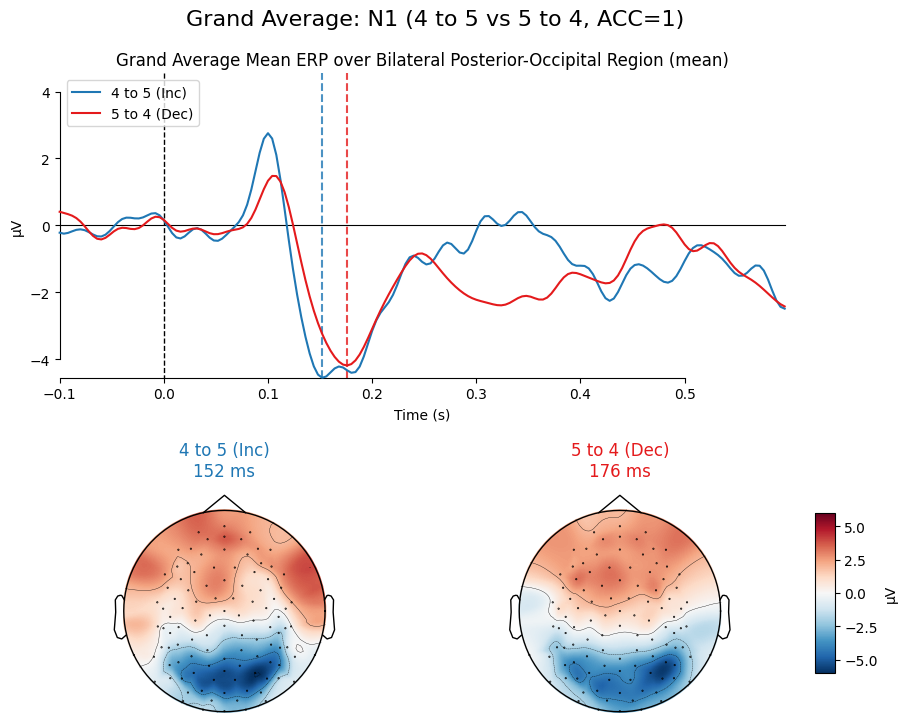 Grand Average: N1 (4 to 5 vs 5 to 4, ACC=1)
Grand Average Mean ERP over Bilateral Posterior-Occipital Region (mean)
4 to 5 (Inc)
5 to 4 (Dec)
4
2
0
−2
−4
µV
−0.1 0.0 0.1 0.2 0.3 0.4 0.5
Time (s)
4 to 5 (Inc)
152 ms
5 to 4 (Dec)
176 ms
5.0
2.5
0.0
−2.5
−5.0
µV